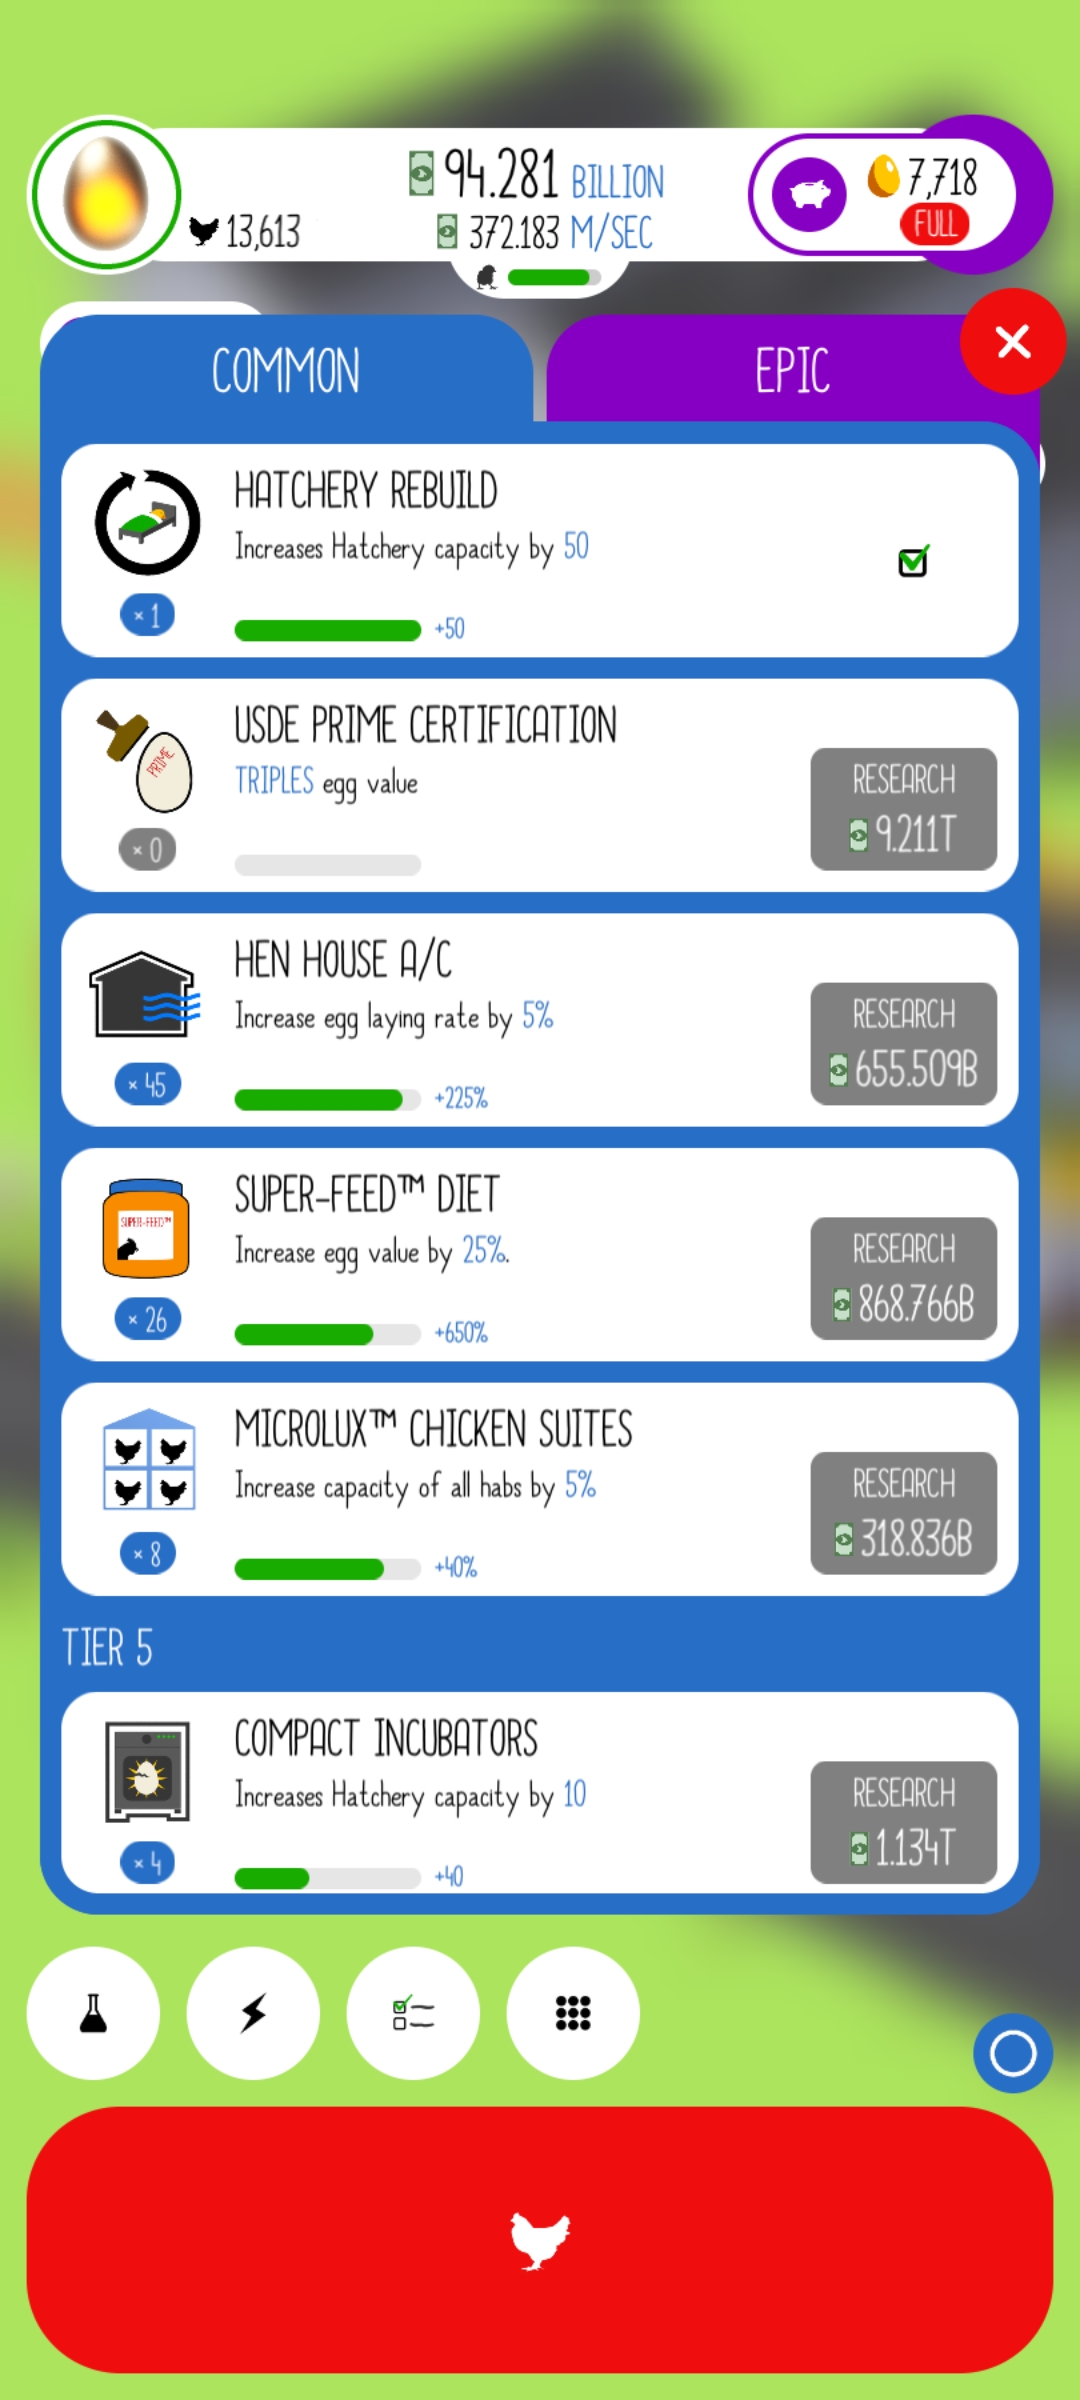 94.281 BILLION
13,613
372.183 M/SEC
7,718
FULL
COMMON
EPIC
HATCHERY REBUILD
Increases Hatchery capacity by 50
× 1
+50
USDE PRIME CERTIFICATION
PRIME
TRIPLES egg value
× 0
RESEARCH
9.211T
HEN HOUSE A/C
Increase egg laying rate by 5%
× 45
+225%
RESEARCH
655.509B
SUPER-FEED™ DIET
SUPER-FEED™
Increase egg value by 25%.
× 26
+650%
RESEARCH
868.766B
MICROLUX™ CHICKEN SUITES
Increase capacity of all habs by 5%
× 8
+40%
RESEARCH
318.836B
TIER 5
COMPACT INCUBATORS
Increases Hatchery capacity by 10
× 4
+40
RESEARCH
1.134T